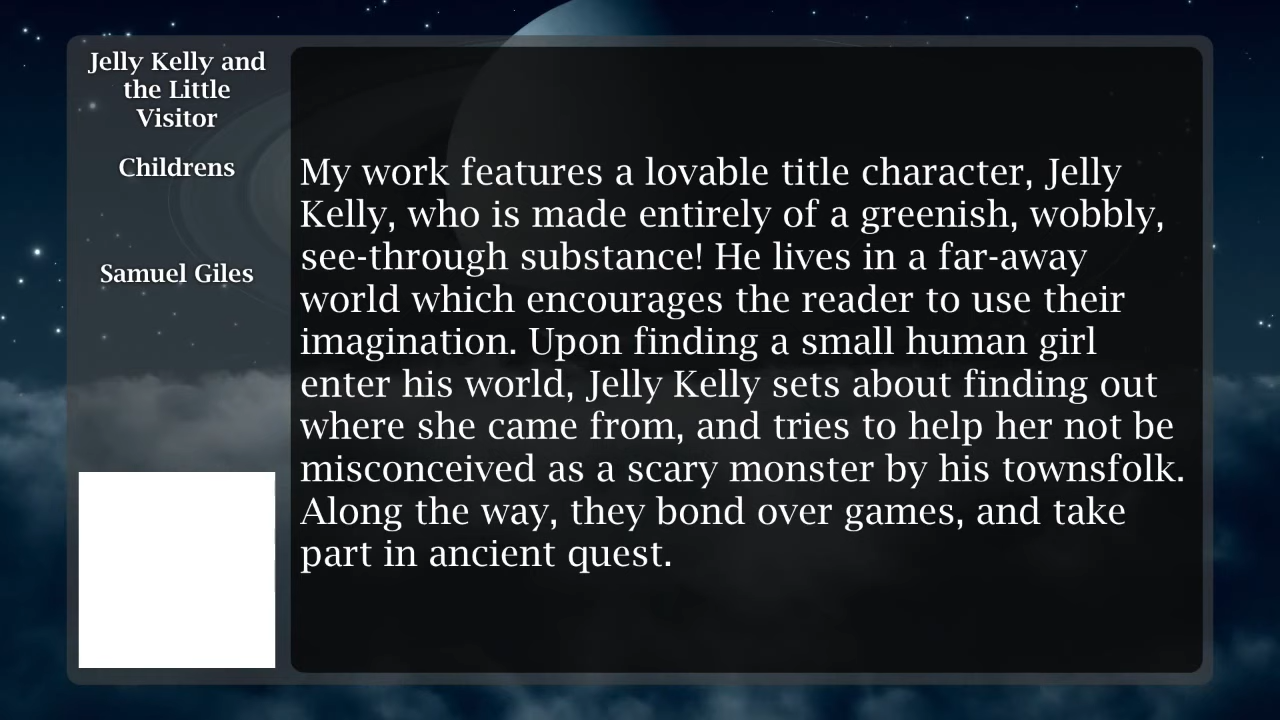 Jelly Kelly and
the Little
Visitor
Childrens
Samuel Giles
My work features a lovable title character, Jelly
Kelly, who is made entirely of a greenish, wobbly,
see-through substance! He lives in a far-away
world which encourages the reader to use their
imagination. Upon finding a small human girl
enter his world, Jelly Kelly sets about finding out
where she came from, and tries to help her not be
misconceived as a scary monster by his townsfolk.
Along the way, they bond over games, and take
part in ancient quest.